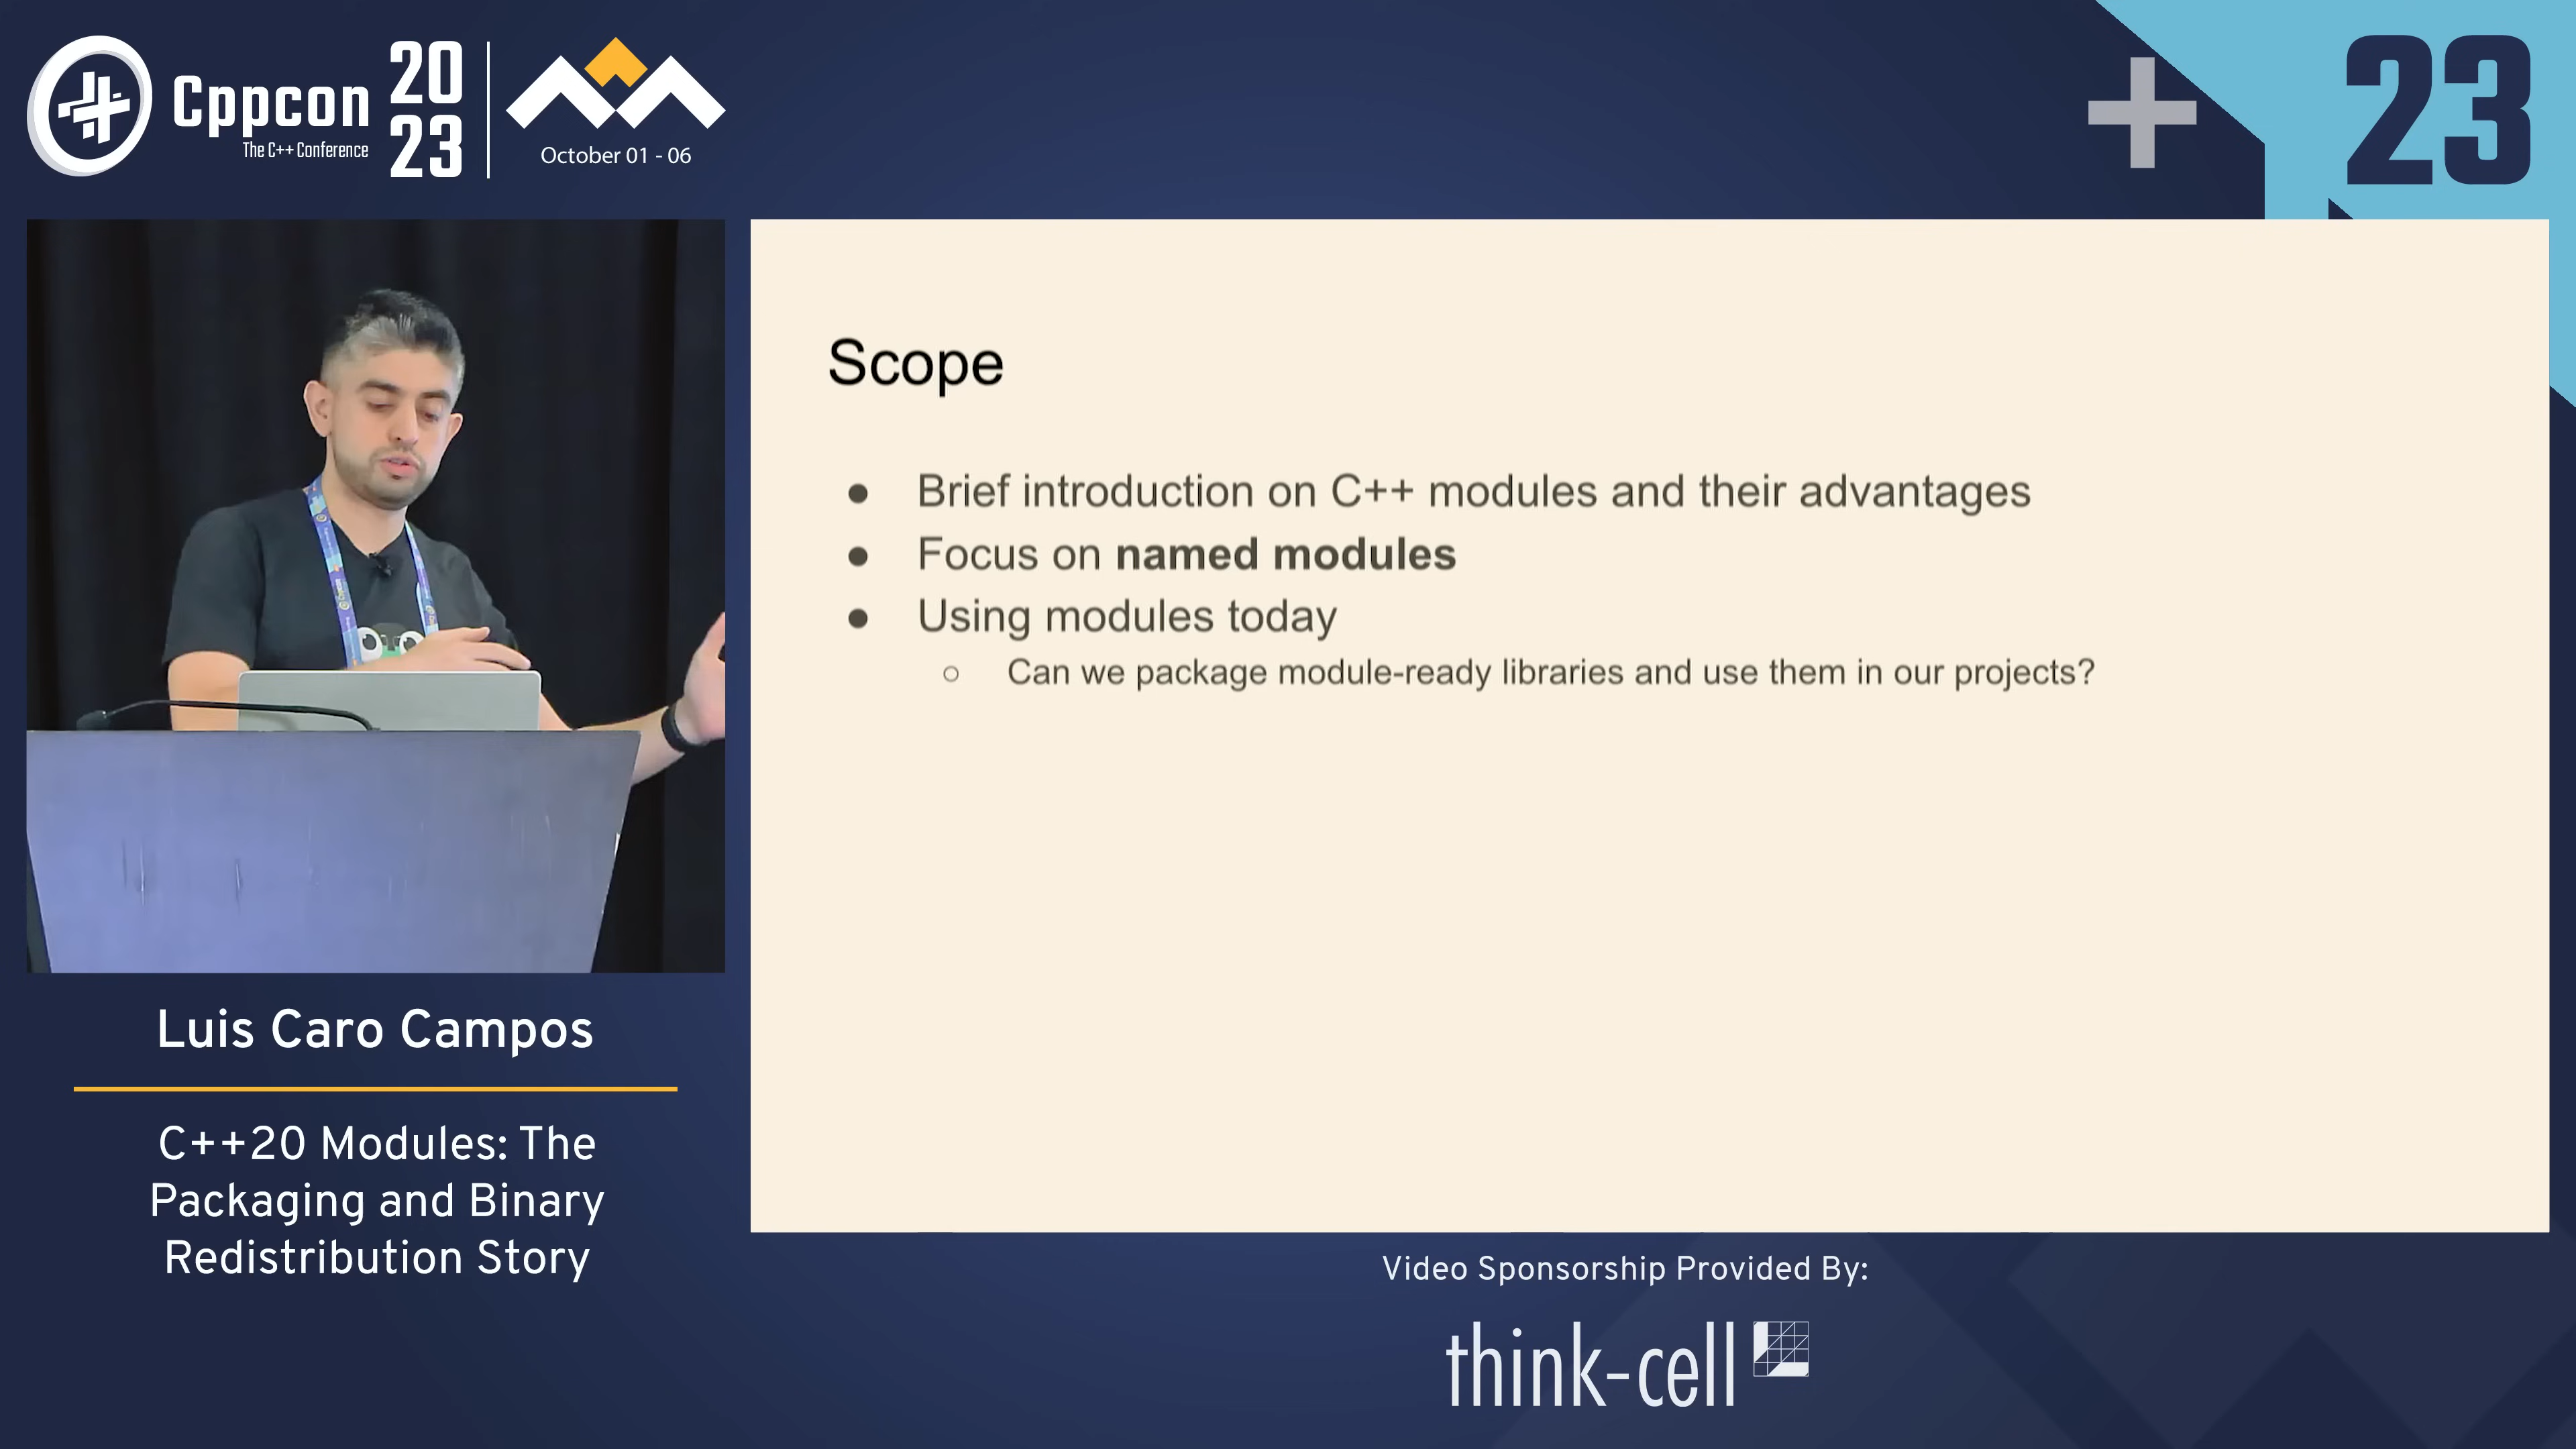 Cppcon
The C++ Conference
20
23
October 01 - 06
23
Scope
● Brief introduction on C++ modules and their advantages
● Focus on named modules
● Using modules today
○ Can we package module-ready libraries and use them in our projects?
Luis Caro Campos
C++20 Modules: The
Packaging and Binary
Redistribution Story
Video Sponsorship Provided By:
think-cell